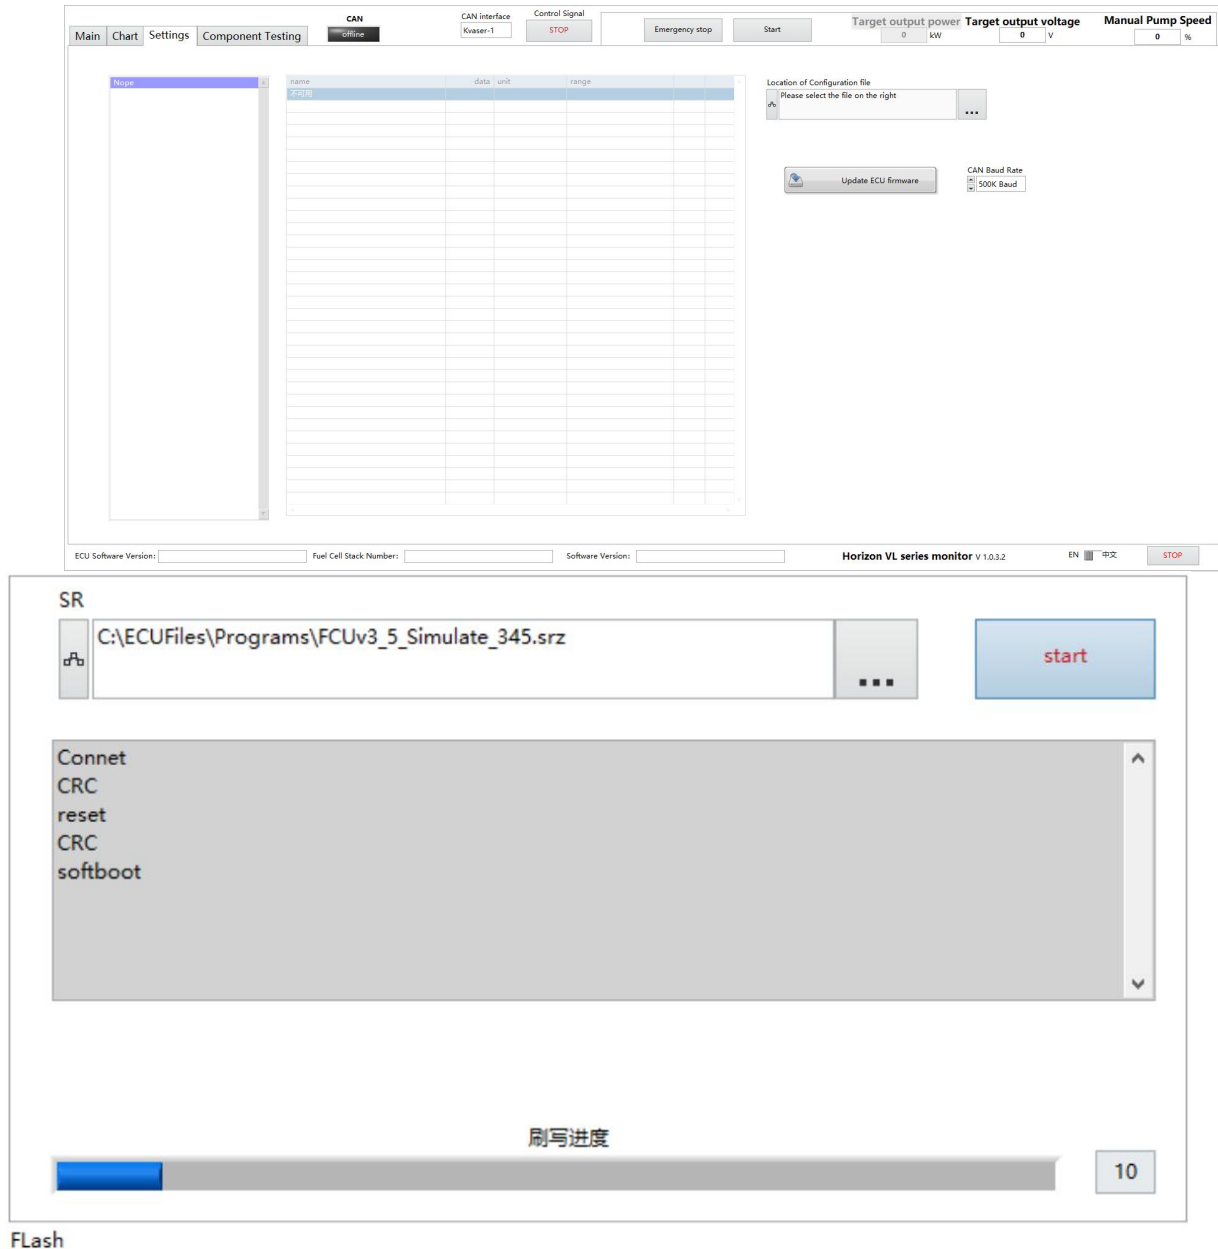 CAN
CAN interface
Control Signal
Main Chart Settings Component Testing
offline
Kvaser-1
STOP
Emergency stop
Start
Target output power
0 kW
Target output voltage
0 V
Manual Pump Speed
0 %
Nope
name data unit range
不可用
Location of Configuration file
Please select the file on the right
...
Update ECU firmware
CAN Baud Rate
500K Baud
ECU Software Version:
Fuel Cell Stack Number:
Software Version:
Horizon VL series monitor V 1.0.3.2
EN 中文
STOP
SR
C:\ECUFiles\Programs\FCUv3_5_Simulate_345.srz
...
start
Connet
CRC
reset
CRC
softboot
刷写进度
10
FLash